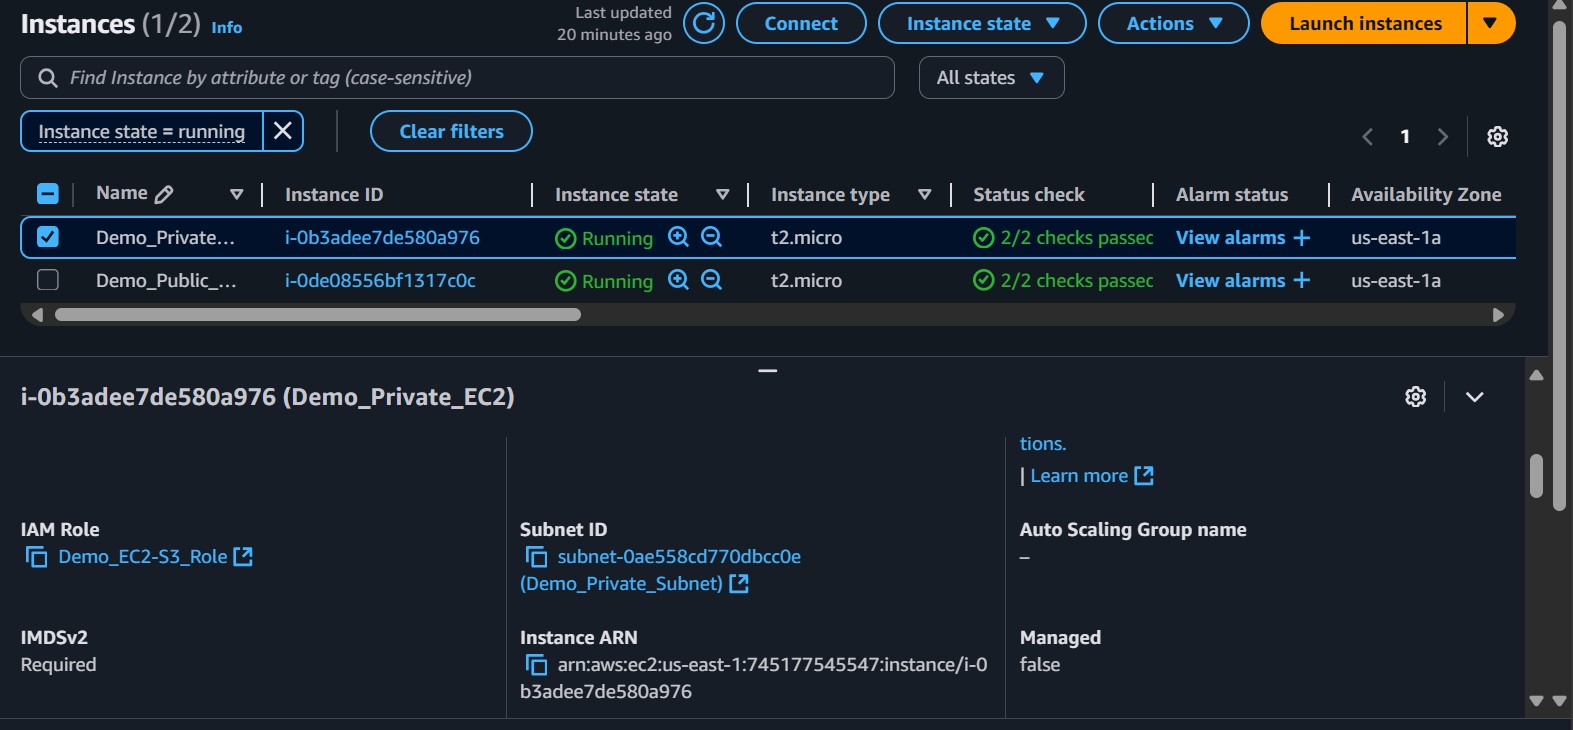 Instances (1/2) Info
Last updated
20 minutes ago
Connect
Instance state
Actions
Launch instances
Find Instance by attribute or tag (case-sensitive)
All states
Instance state = running
Clear filters
1
Name Instance ID Instance state Instance type Status check Alarm status Availability Zone
Demo_Private... i-0b3adee7de580a976 Running t2.micro 2/2 checks passec View alarms + us-east-1a
Demo_Public_... i-0de08556bf1317c0c Running t2.micro 2/2 checks passec View alarms + us-east-1a
i-0b3adee7de580a976 (Demo_Private_EC2)
tions.
| Learn more
IAM Role
Demo_EC2-S3_Role
Subnet ID
subnet-0ae558cd770dbcc0e
(Demo_Private_Subnet)
Auto Scaling Group name
–
IMDSv2
Required
Instance ARN
arn:aws:ec2:us-east-1:745177545547:instance/i-0
b3adee7de580a976
Managed
false